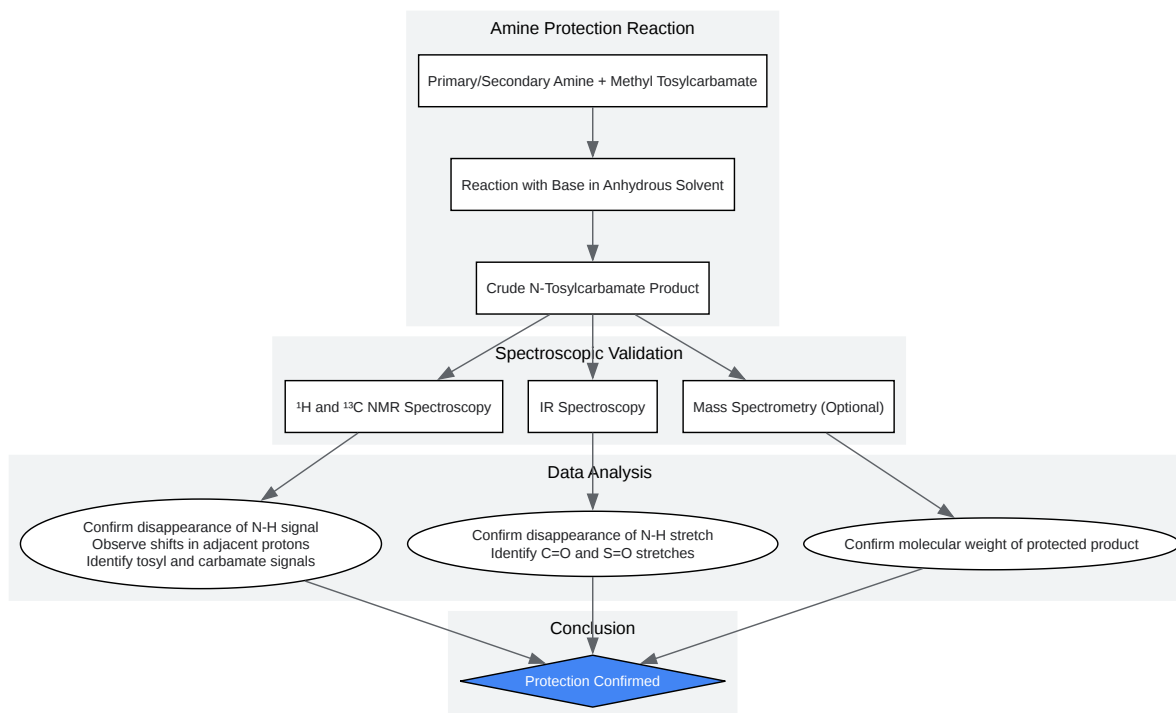 Amine Protection Reaction
Primary/Secondary Amine + Methyl Tosylcarbamate
Reaction with Base in Anhydrous Solvent
Crude N-Tosylcarbamate Product
Spectroscopic Validation
¹H and ¹³C NMR Spectroscopy
IR Spectroscopy
Mass Spectrometry (Optional)
Data Analysis
Confirm disappearance of N-H signal
Observe shifts in adjacent protons
Identify tosyl and carbamate signals
Confirm disappearance of N-H stretch
Identify C=O and S=O stretches
Confirm molecular weight of protected product
Conclusion
Protection Confirmed